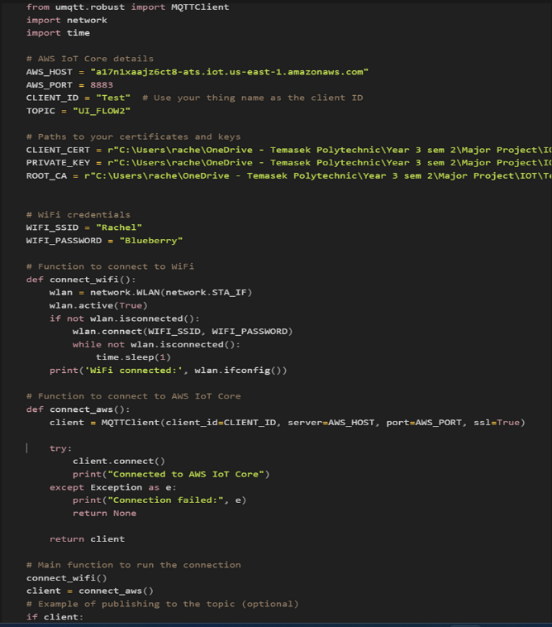 from umqtt.robust import MQTTClient
import network
import time
# AWS IoT Core details
AWS_HOST = "a17n1xaajz6ct8-ats.iot.us-east-1.amazonaws.com"
AWS_PORT = 8883
CLIENT_ID = "Test"  # Use your thing name as the client ID
TOPIC = "UI_FLOW2"
# Paths to your certificates and keys
CLIENT_CERT = r"C:\Users\rache\OneDrive - Temasek Polytechnic\Year 3 sem 2\Major Project\IO
PRIVATE_KEY = r"C:\Users\rache\OneDrive - Temasek Polytechnic\Year 3 sem 2\Major Project\IO
ROOT_CA = r"C:\Users\rache\OneDrive - Temasek Polytechnic\Year 3 sem 2\Major Project\IOT\Te
# WiFi credentials
WIFI_SSID = "Rachel"
WIFI_PASSWORD = "Blueberry"
# Function to connect to WiFi
def connect_wifi():
    wlan = network.WLAN(network.STA_IF)
    wlan.active(True)
    if not wlan.isconnected():
        wlan.connect(WIFI_SSID, WIFI_PASSWORD)
        while not wlan.isconnected():
            time.sleep(1)
    print('WiFi connected:', wlan.ifconfig())
# Function to connect to AWS IoT Core
def connect_aws():
    client = MQTTClient(client_id=CLIENT_ID, server=AWS_HOST, port=AWS_PORT, ssl=True)
    try:
        client.connect()
        print("Connected to AWS IoT Core")
    except Exception as e:
        print("Connection failed:", e)
        return None
    return client
# Main function to run the connection
connect_wifi()
client = connect_aws()
# Example of publishing to the topic (optional)
if client: